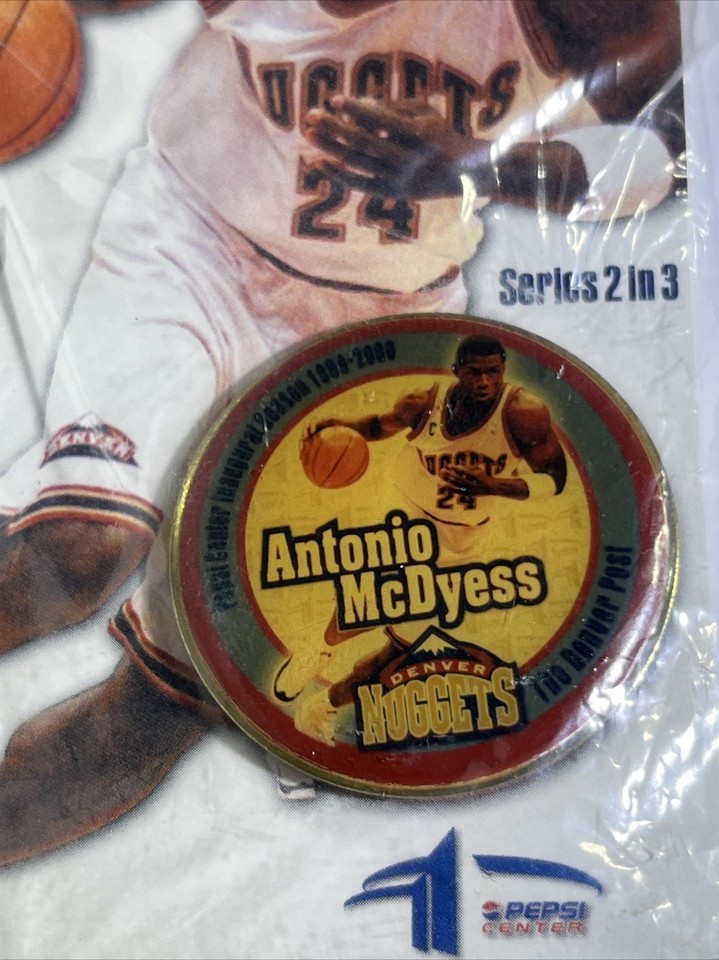 NUGGETS
24
Series 2 in 3
DENVER
Pepsi Center Inaugural Season 1999-2000
C
NUGGETS
24
Antonio
McDyess
The Denver Post
DENVER
NUGGETS
PEPSI
CENTER